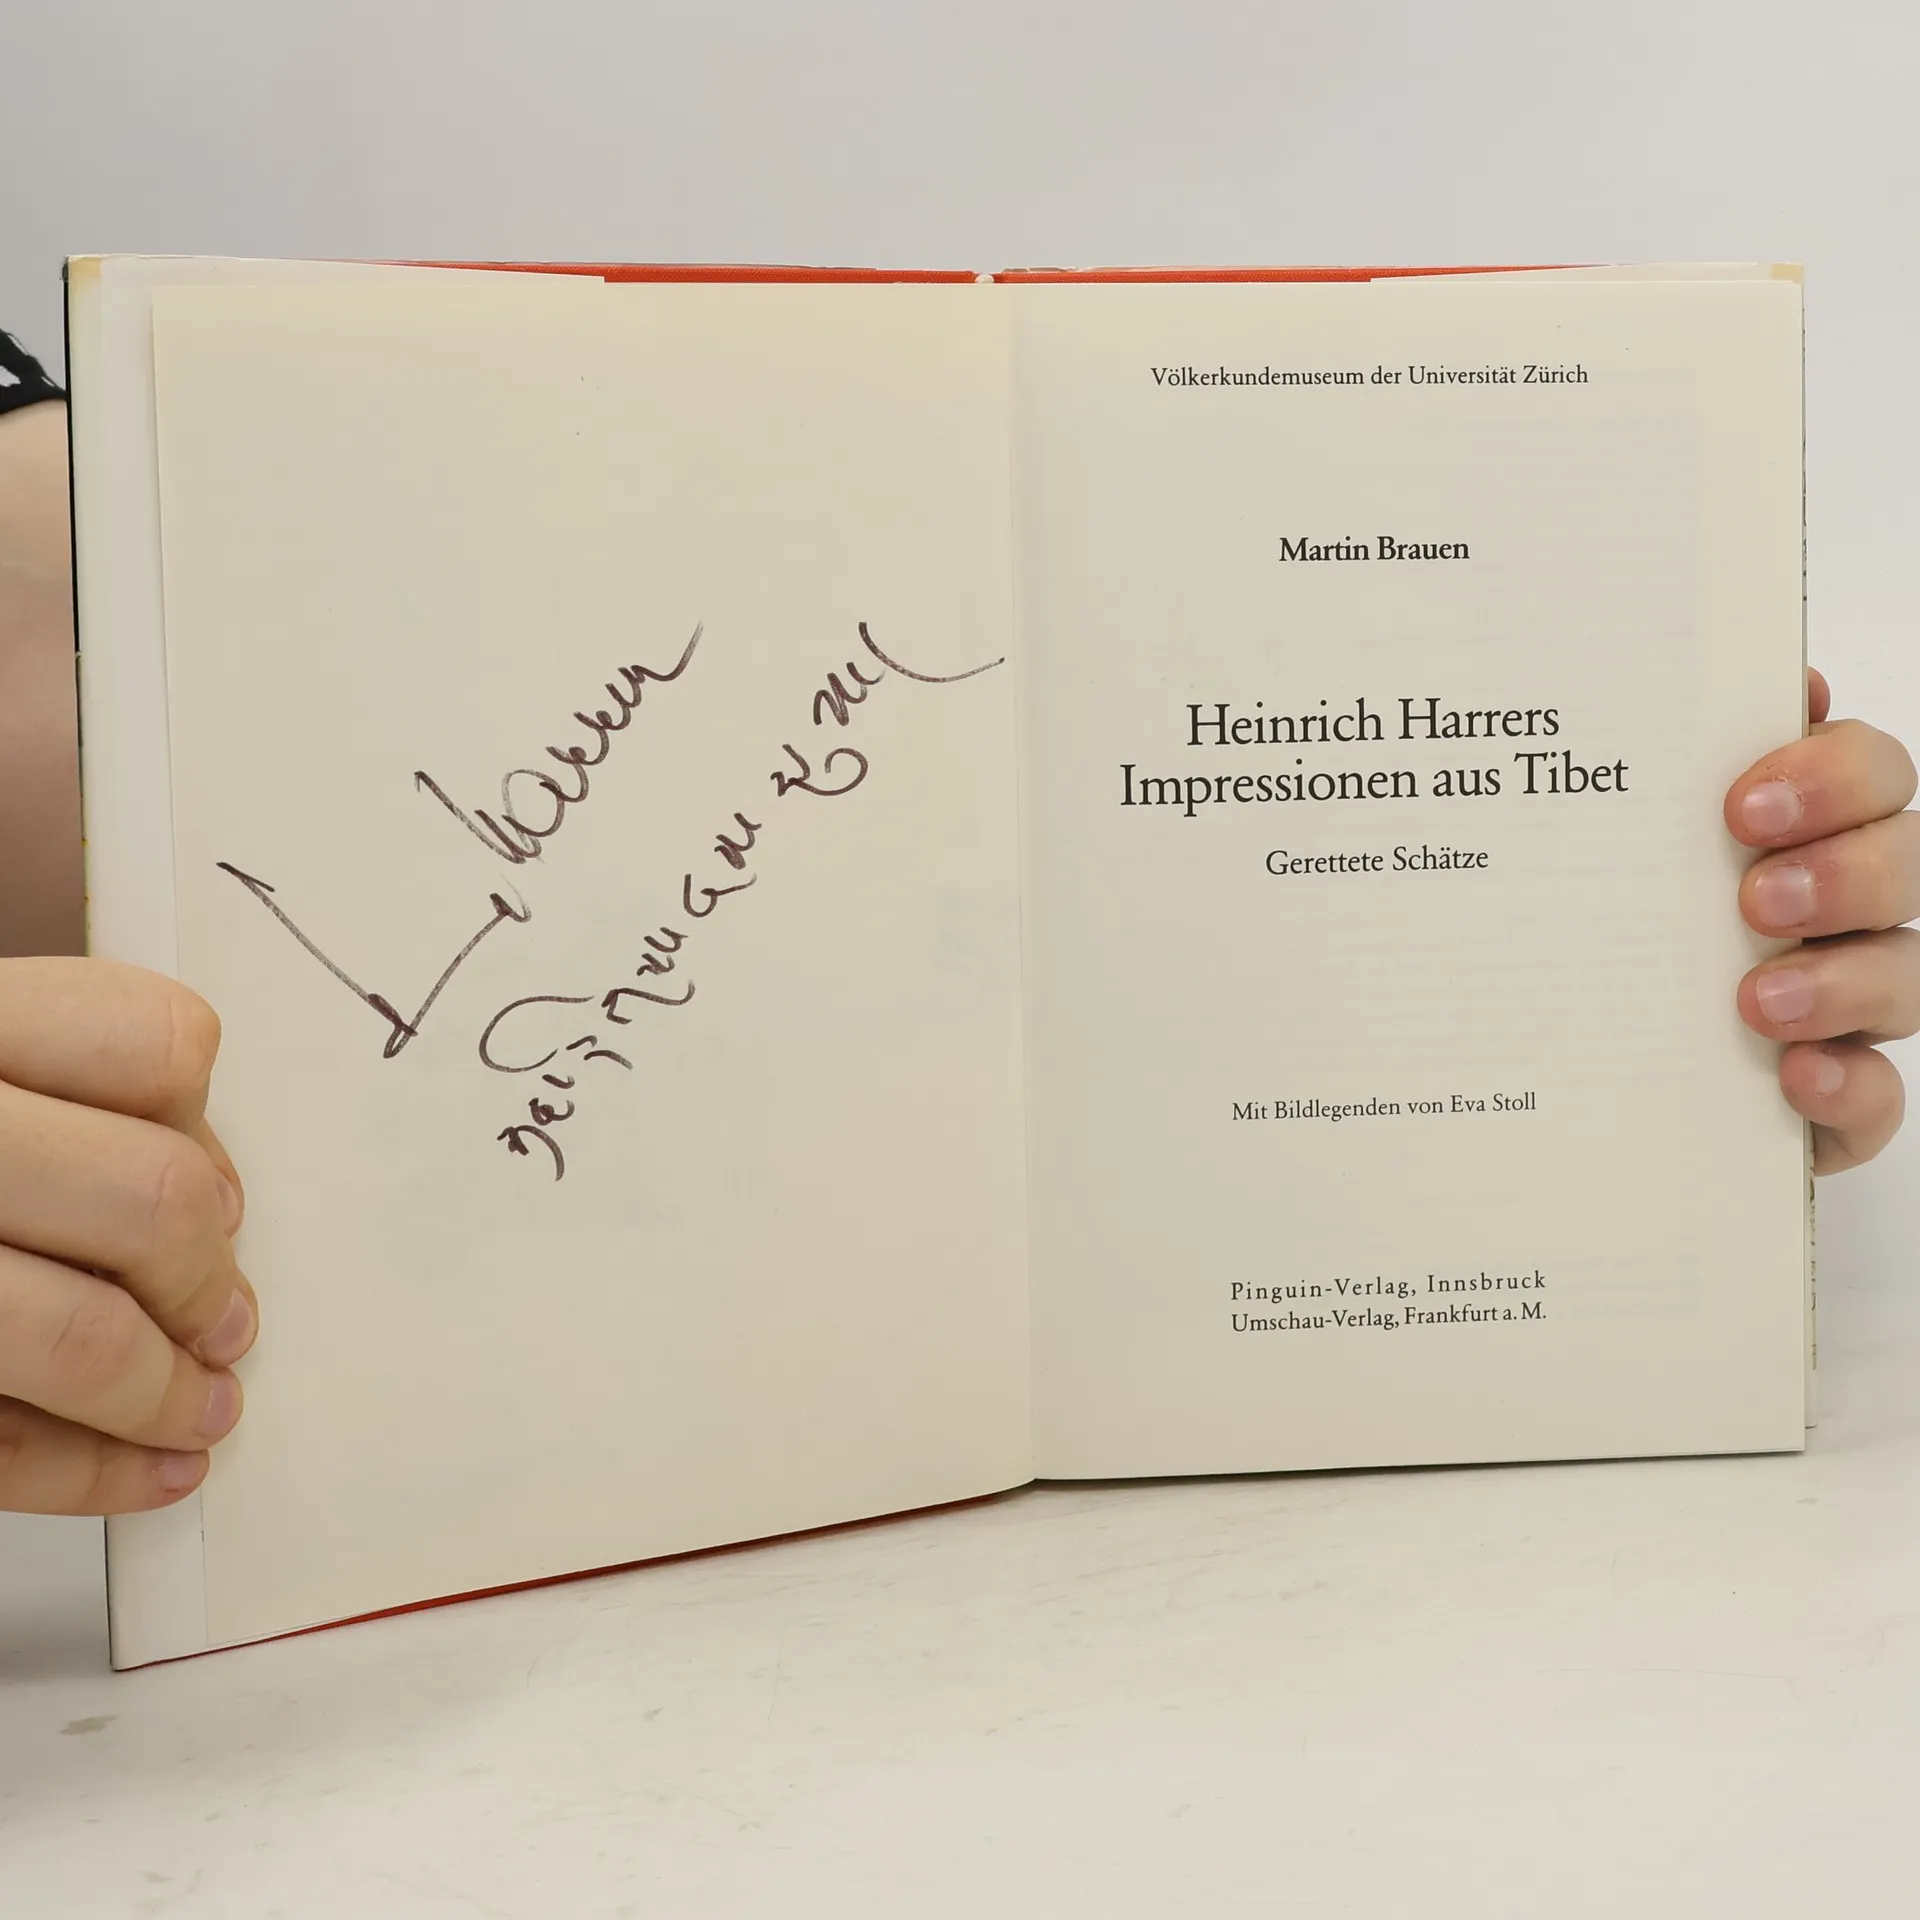 Völkerkundemuseum der Universität Zürich
Martin Brauen
Heinrich Harrers
Impressionen aus Tibet
Gerettete Schätze
Mit Bildlegenden von Eva Stoll
Pinguin-Verlag, Innsbruck
Umschau-Verlag, Frankfurt a. M.